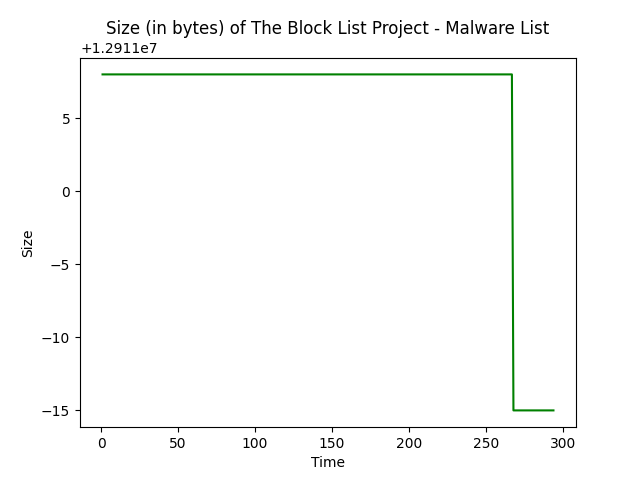 Size (in bytes) of The Block List Project - Malware List
+1.2911e7
5
0
−5
−10
−15
Size
0 50 100 150 200 250 300
Time